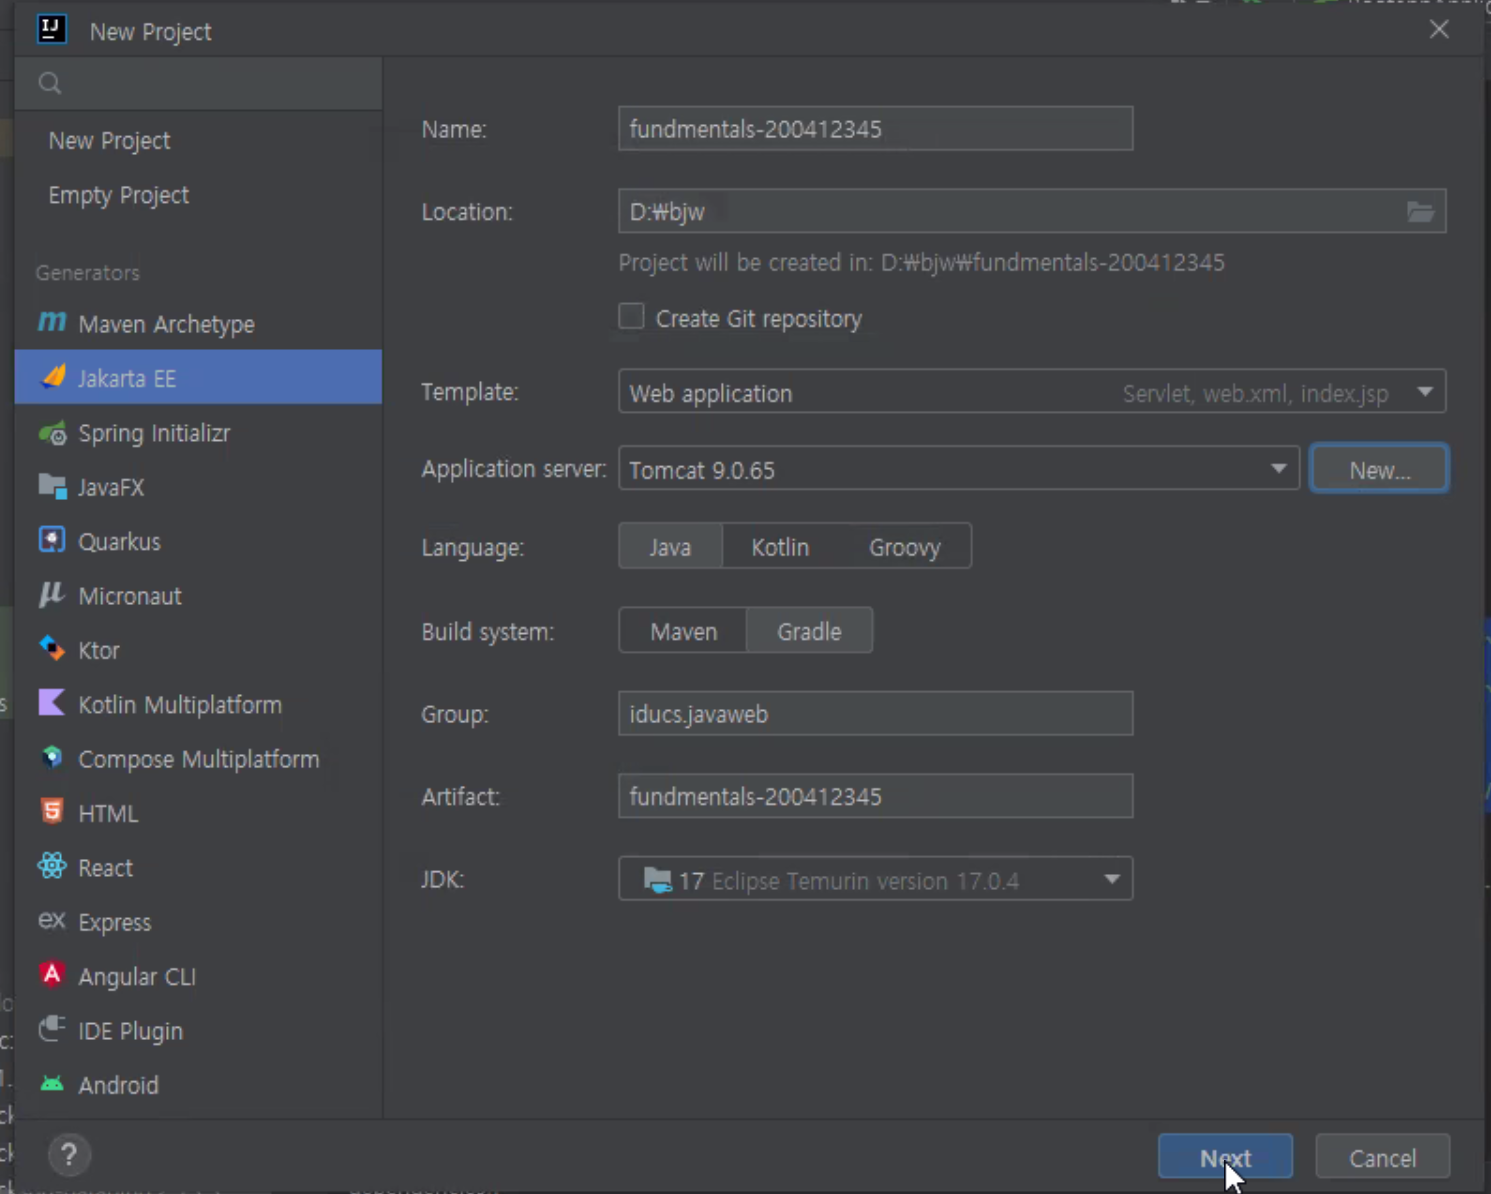 New Project
New Project
Empty Project
Generators
Maven Archetype
Jakarta EE
Spring Initializr
JavaFX
Quarkus
Micronaut
Ktor
Kotlin Multiplatform
Compose Multiplatform
HTML
React
Express
Angular CLI
IDE Plugin
Android
Name: fundmentals-200412345
Location: D:₩bjw
Project will be created in: D:₩bjw₩fundmentals-200412345
Create Git repository
Template: Web application Servlet, web.xml, index.jsp
Application server: Tomcat 9.0.65 New...
Language: Java Kotlin Groovy
Build system: Maven Gradle
Group: iducs.javaweb
Artifact: fundmentals-200412345
JDK: 17 Eclipse Temurin version 17.0.4
? Next Cancel